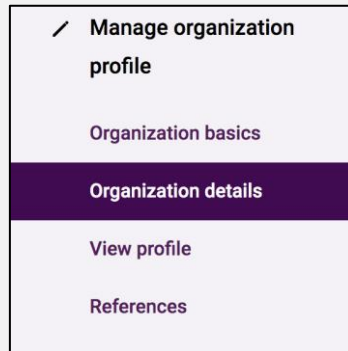 Manage organization
profile
Organization basics
Organization details
View profile
References